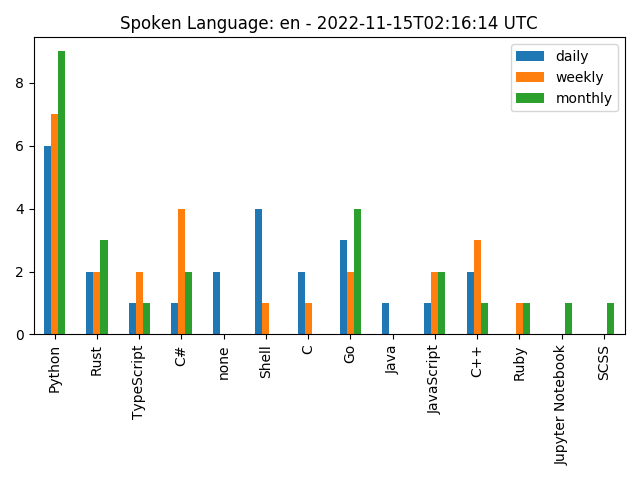 Spoken Language: en - 2022-11-15T02:16:14 UTC
daily
weekly
monthly
8
6
4
2
0
Python
Rust
TypeScript
C#
none
Shell
C
Go
Java
JavaScript
C++
Ruby
Jupyter Notebook
SCSS